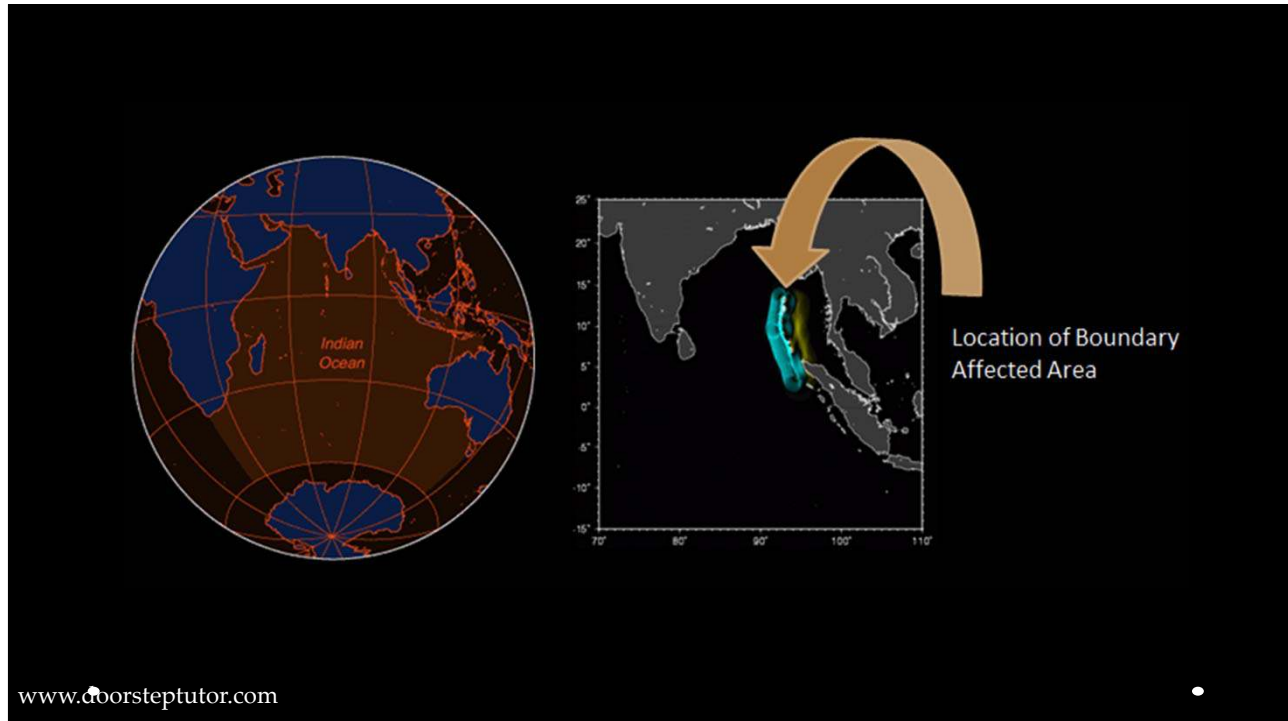 Indian
Ocean
25°
20°
15°
10°
5°
0°
-5°
-10°
-15°
70°
80°
90°
100°
110°
Location of Boundary
Affected Area
www.doorsteptutor.com